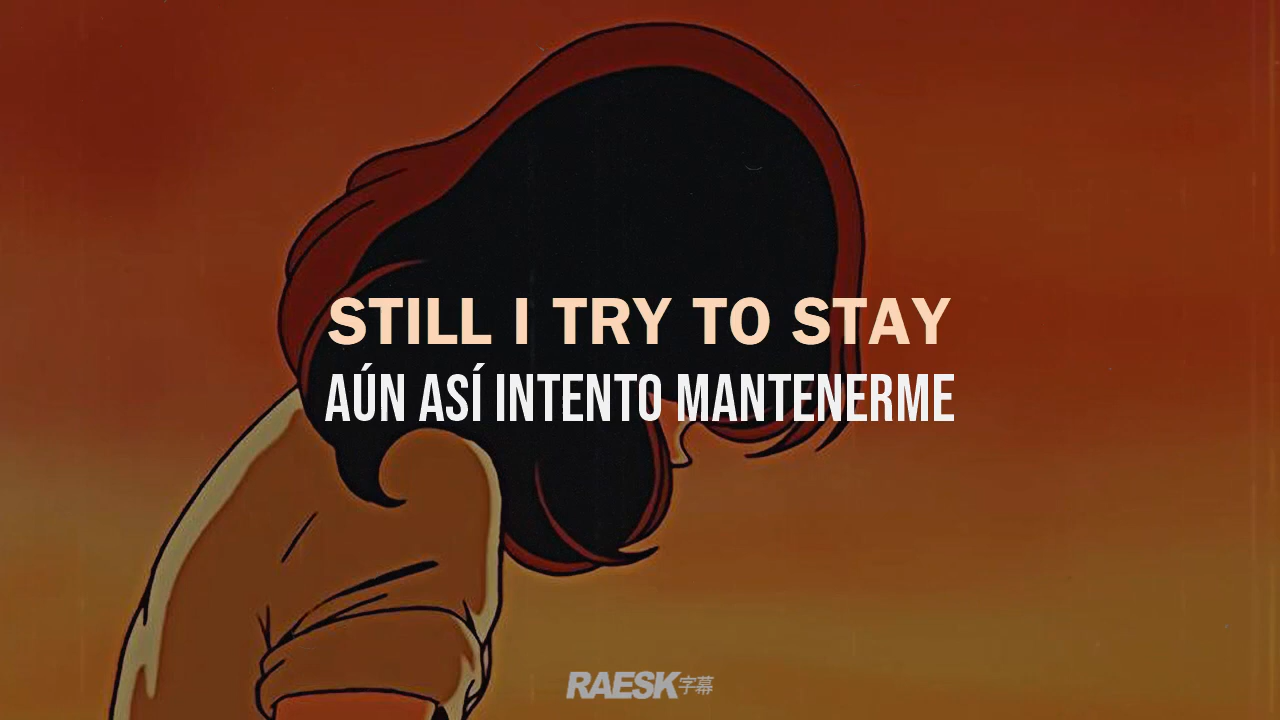 STILL I TRY TO STAY
AÚN ASÍ INTENTO MANTENERME
RAESK字幕